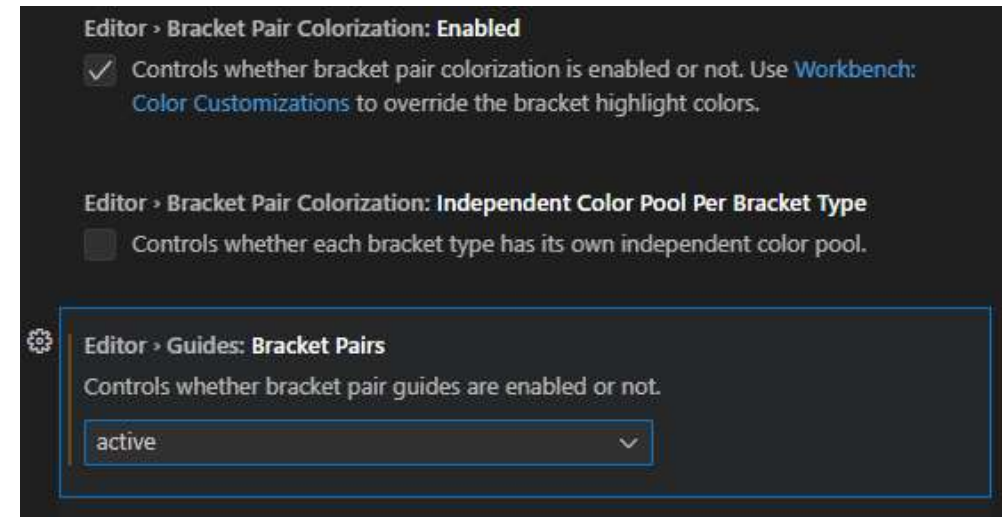 Editor › Bracket Pair Colorization: Enabled
Controls whether bracket pair colorization is enabled or not. Use Workbench:
Color Customizations to override the bracket highlight colors.
Editor › Bracket Pair Colorization: Independent Color Pool Per Bracket Type
Controls whether each bracket type has its own independent color pool.
Editor › Guides: Bracket Pairs
Controls whether bracket pair guides are enabled or not.
active